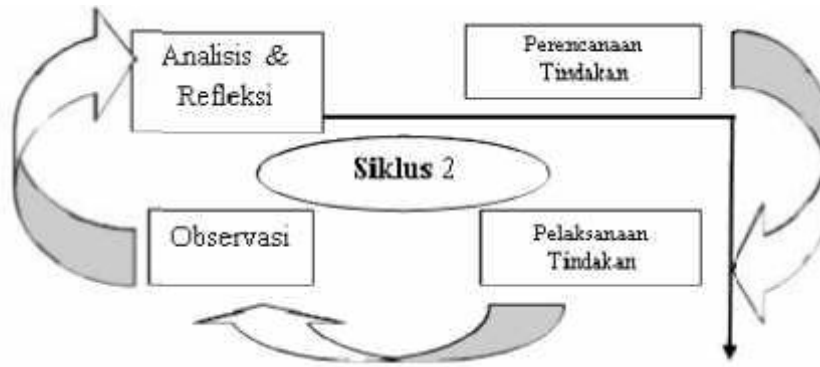 Analisis &
Refleksi
Perencanaan
Tindakan
Siklus 2
Observasi
Pelaksanaan
Tindakan